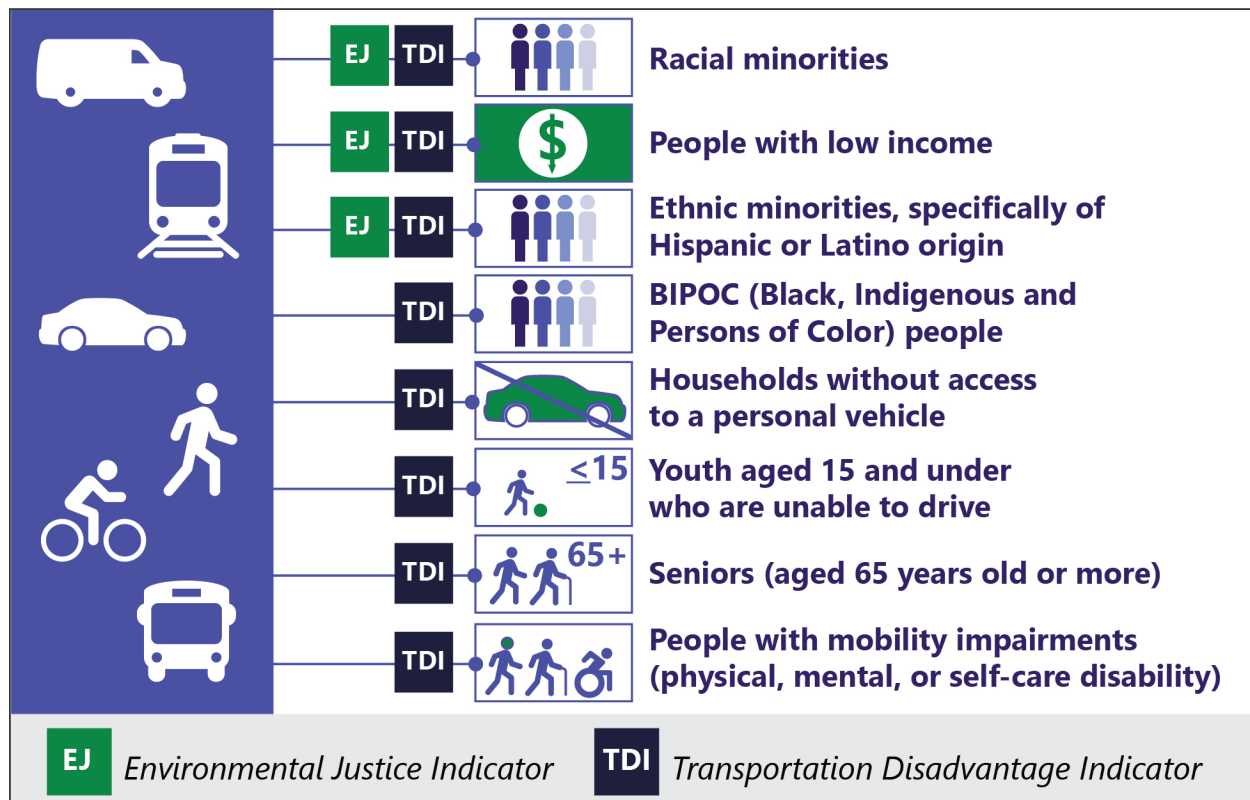 EJ TDI Racial minorities
EJ TDI $ People with low income
EJ TDI Ethnic minorities, specifically of
Hispanic or Latino origin
TDI BIPOC (Black, Indigenous and
Persons of Color) people
TDI Households without access
to a personal vehicle
TDI ≤15 Youth aged 15 and under
who are unable to drive
TDI 65+ Seniors (aged 65 years old or more)
TDI People with mobility impairments
(physical, mental, or self-care disability)
EJ Environmental Justice Indicator TDI Transportation Disadvantage Indicator